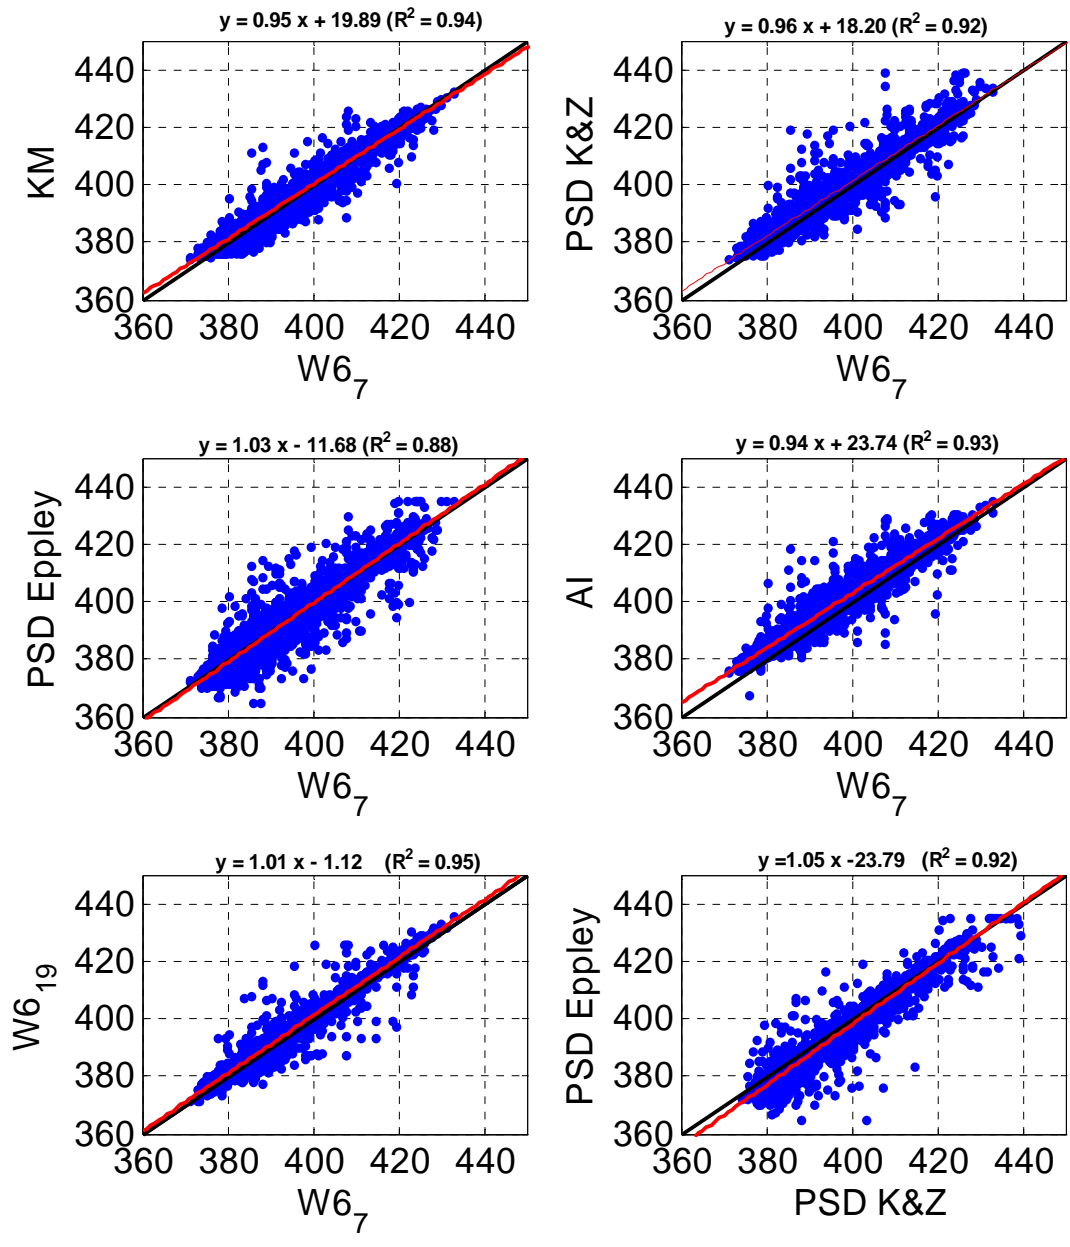 y = 0.95 x + 19.89 (R² = 0.94)
440
420
400
380
360
KM
360 400 440
380 420
W6₇
y = 0.96 x + 18.20 (R² = 0.92)
440
420
400
380
360
PSD K&Z
360 380 400 420 440
W6₇
y = 1.03 x - 11.68 (R² = 0.88)
440
420
400
380
360
PSD Eppley
360 380 400 420 440
W6₇
y = 0.94 x + 23.74 (R² = 0.93)
440
420
400
380
360
AI
360 380 400 420 440
W6₇
y = 1.01 x - 1.12 (R² = 0.95)
440
420
400
380
360
W6₁₉
360 380 400 420 440
W6₇
y =1.05 x -23.79 (R² = 0.92)
440
420
400
380
360
PSD Eppley
360 380 400 420 440
PSD K&Z